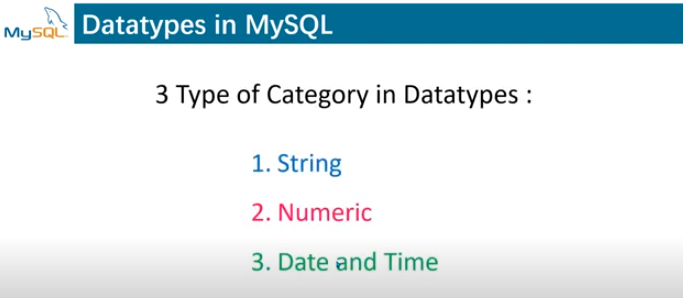 MySQL Datatypes in MySQL
3 Type of Category in Datatypes :
1. String
2. Numeric
3. Date and Time